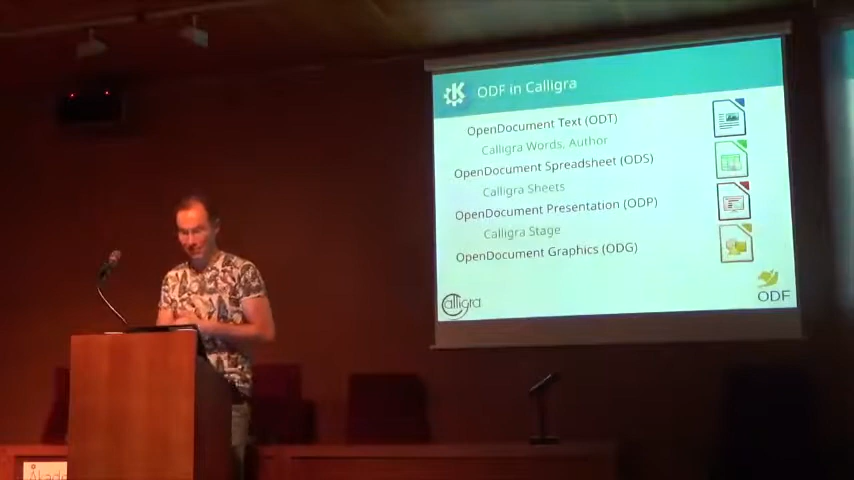 ODF in Calligra
OpenDocument Text (ODT)
Calligra Words, Author
OpenDocument Spreadsheet (ODS)
Calligra Sheets
OpenDocument Presentation (ODP)
Calligra Stage
OpenDocument Graphics (ODG)
Calligra
ODF